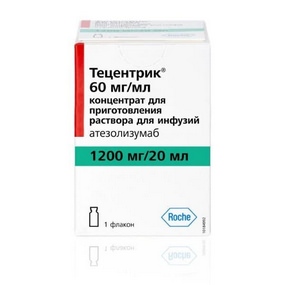 Тецентрик®
60 мг/мл
концентрат для
приготовления
раствора для инфузий
атезолизумаб
1200 мг/20 мл
1 флакон
Roche